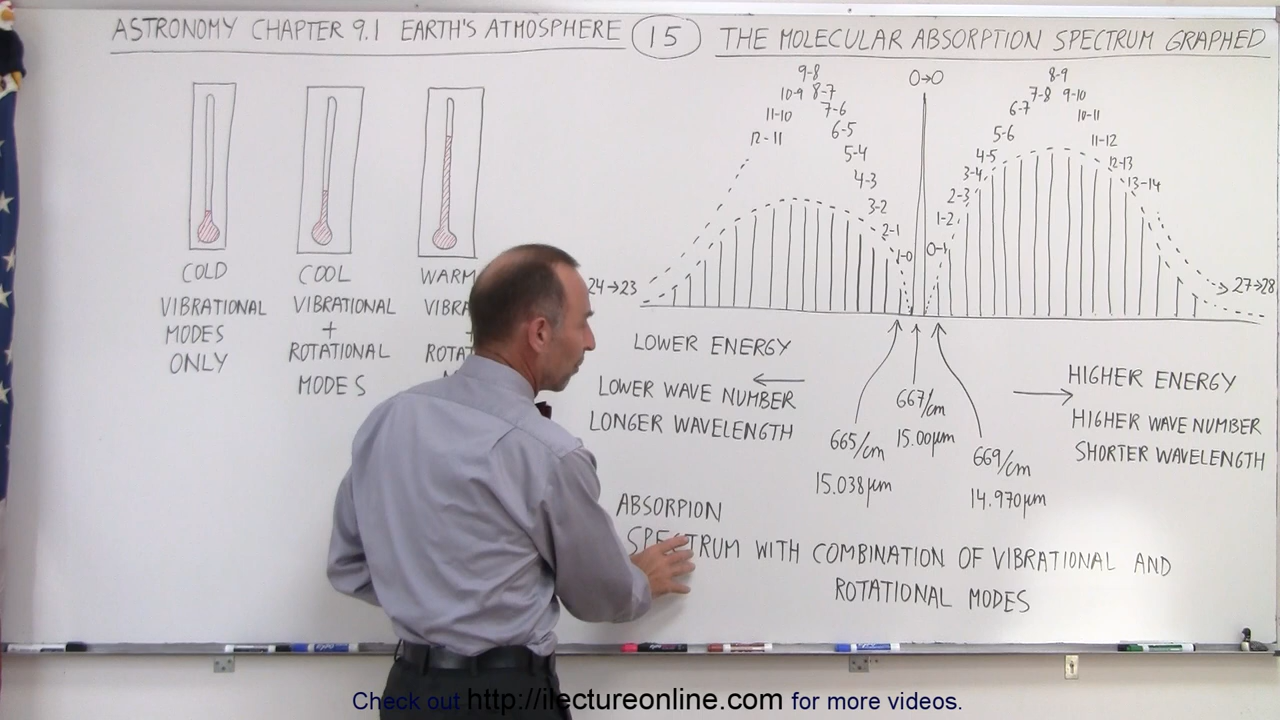 ASTRONOMY CHAPTER 9.1 EARTH'S ATMOSPHERE 15 THE MOLECULAR ABSORPTION SPECTRUM GRAPHED
COLD
VIBRATIONAL
MODES
ONLY
COOL
VIBRATIONAL
+
ROTATIONAL
MODES
WARM
VIBRA
+
ROTAT
M
9-8
10-9 8-7
11-10 7-6
12-11 6-5
5-4
4-3
3-2
2-1
1-0
24→23
0→0
8-9
7-8 9-10
6-7 10-11
5-6 11-12
4-5 12-13
3-4 13-14
2-3
1-2
0-1
27→28
LOWER ENERGY
←
LOWER WAVE NUMBER
LONGER WAVELENGTH
665/cm
15.038μm
667/cm
15.00μm
669/cm
14.970μm
→ HIGHER ENERGY
HIGHER WAVE NUMBER
SHORTER WAVELENGTH
ABSORPION
SPECTRUM WITH COMBINATION OF VIBRATIONAL AND
ROTATIONAL MODES
Check out http://ilectureonline.com for more videos.